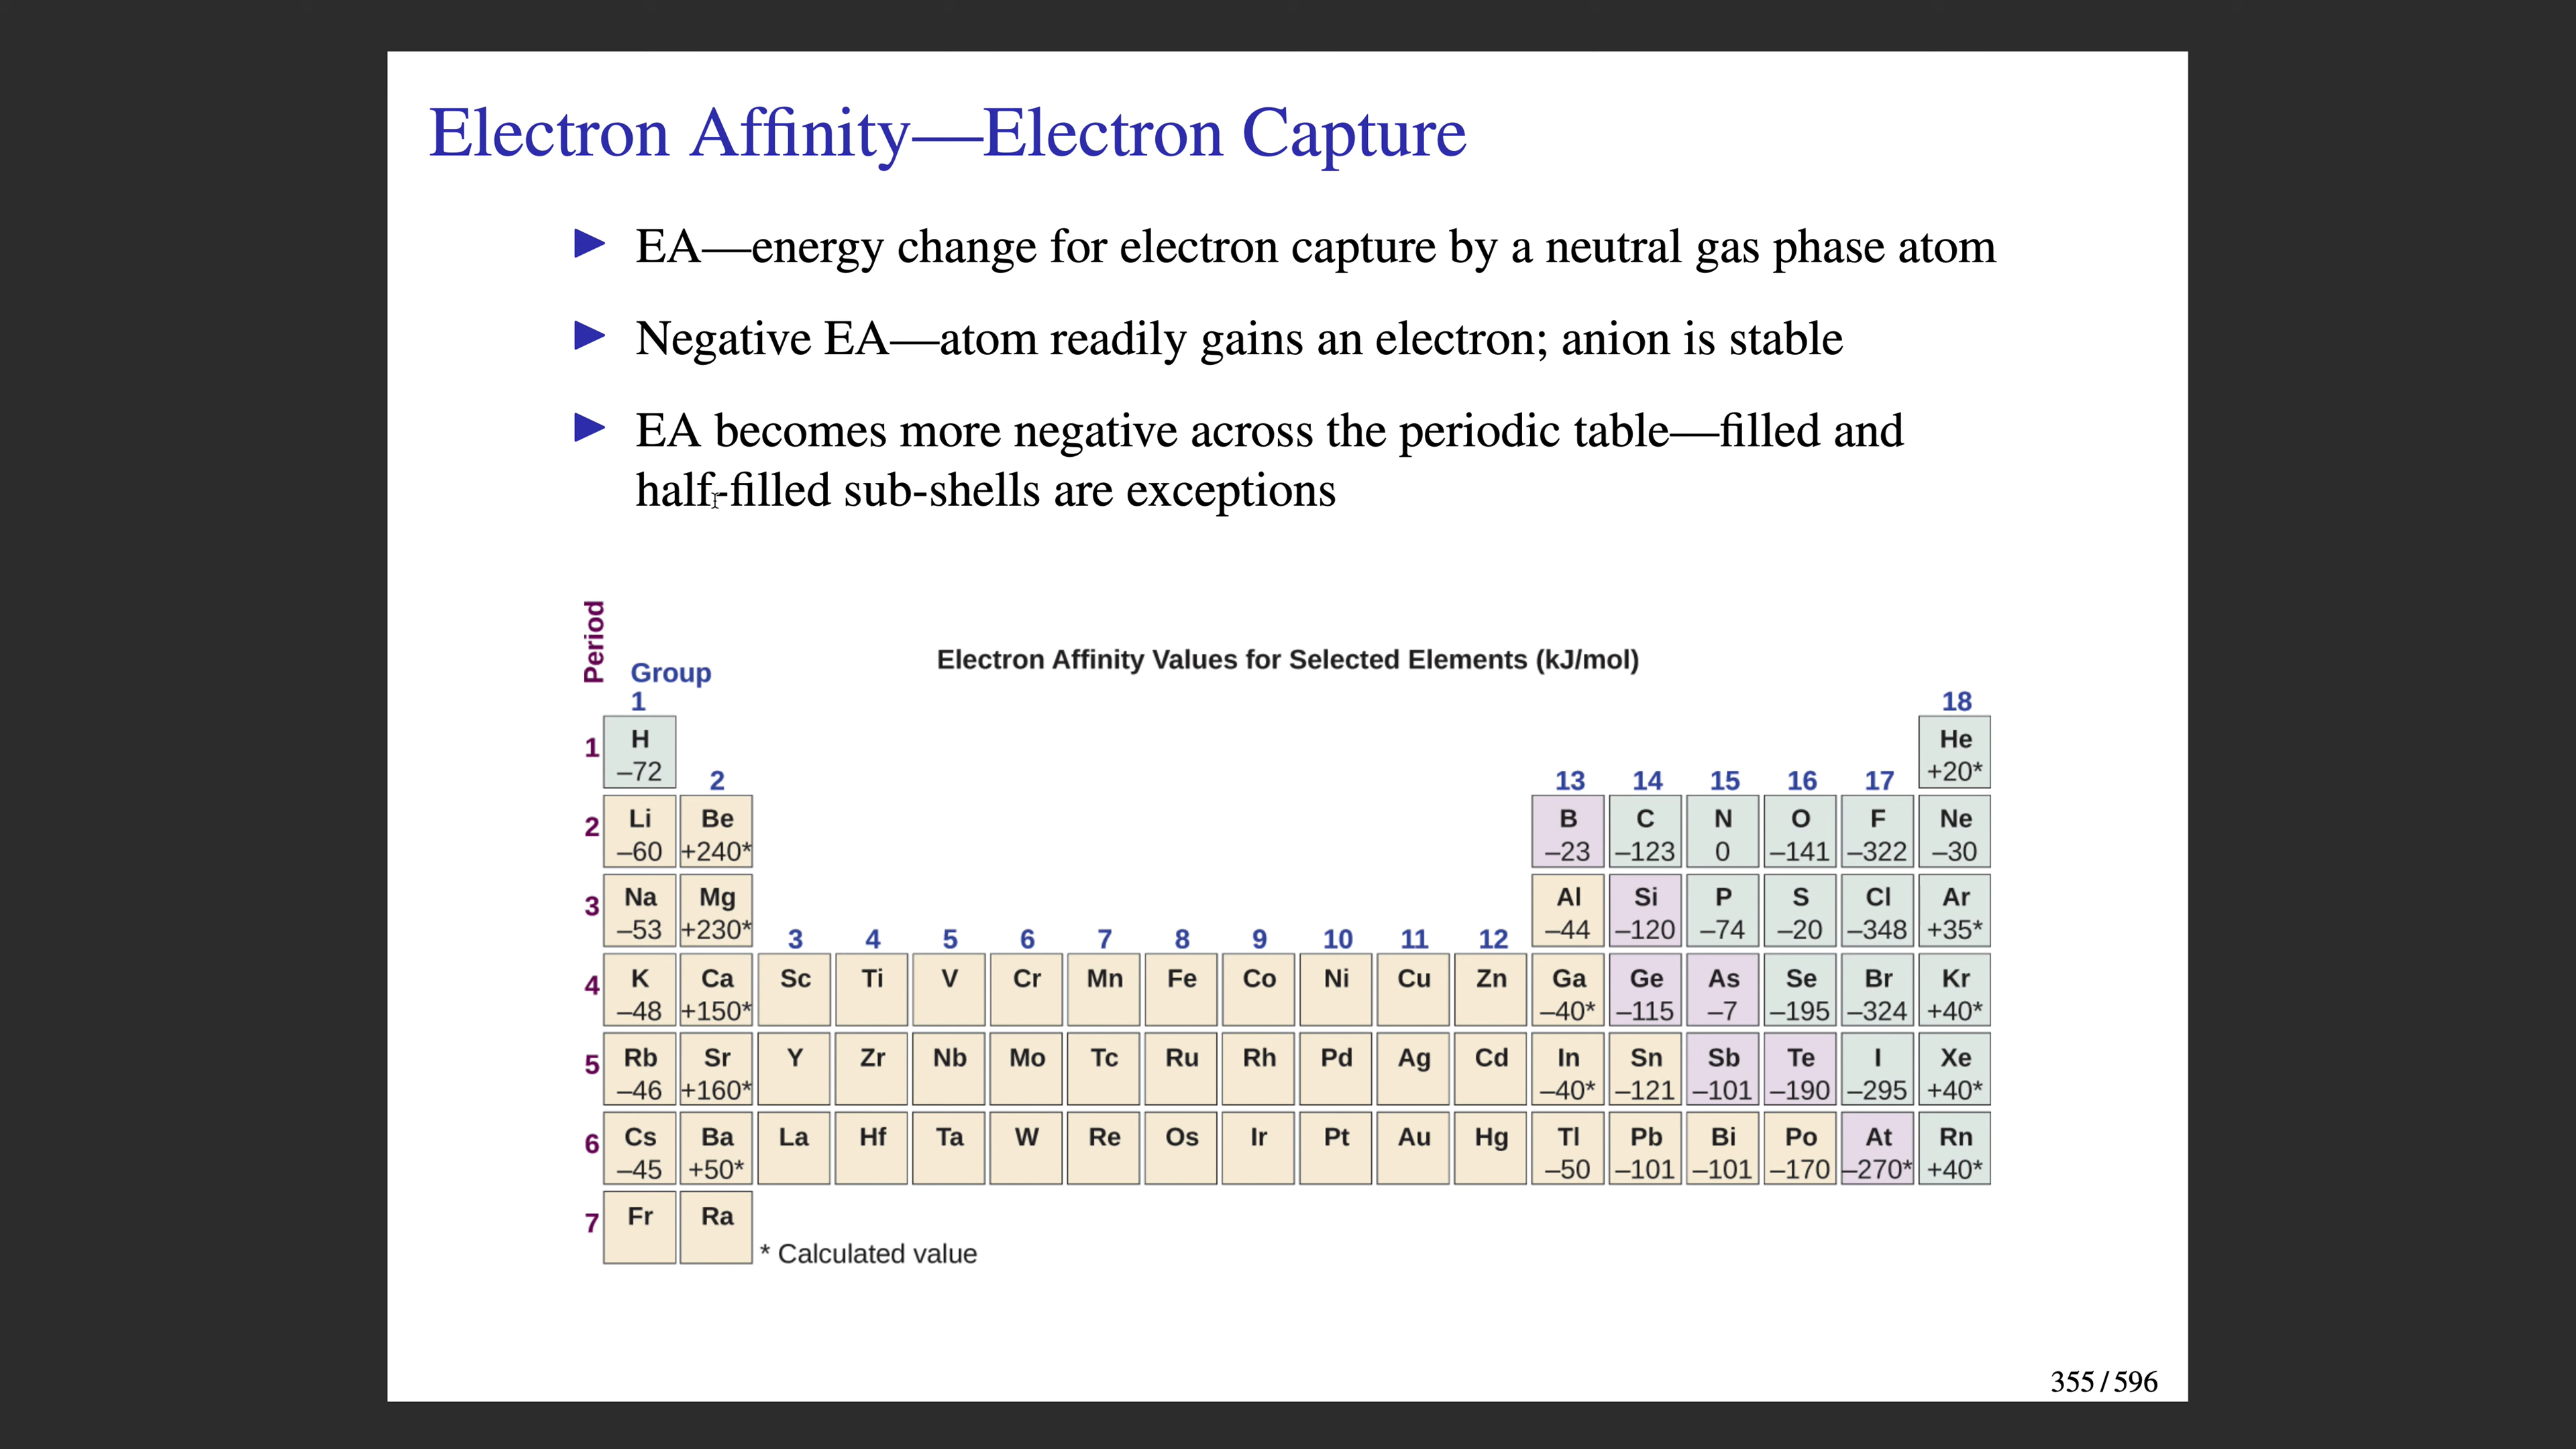 Electron Affinity—Electron Capture
▶ EA—energy change for electron capture by a neutral gas phase atom
▶ Negative EA—atom readily gains an electron; anion is stable
▶ EA becomes more negative across the periodic table—filled and
half-filled sub-shells are exceptions
Period
Electron Affinity Values for Selected Elements (kJ/mol)
Group
1 18
1 H He
–72 +20*
2 13 14 15 16 17
2 Li Be B C N O F Ne
–60 +240* –23 –123 0 –141 –322 –30
3 Na Mg Al Si P S Cl Ar
–53 +230* –44 –120 –74 –20 –348 +35*
3 4 5 6 7 8 9 10 11 12
4 K Ca Sc Ti V Cr Mn Fe Co Ni Cu Zn Ga Ge As Se Br Kr
–48 +150* –40* –115 –7 –195 –324 +40*
5 Rb Sr Y Zr Nb Mo Tc Ru Rh Pd Ag Cd In Sn Sb Te I Xe
–46 +160* –40* –121 –101 –190 –295 +40*
6 Cs Ba La Hf Ta W Re Os Ir Pt Au Hg Tl Pb Bi Po At Rn
–45 +50* –50 –101 –101 –170 –270* +40*
7 Fr Ra
* Calculated value
355 / 596